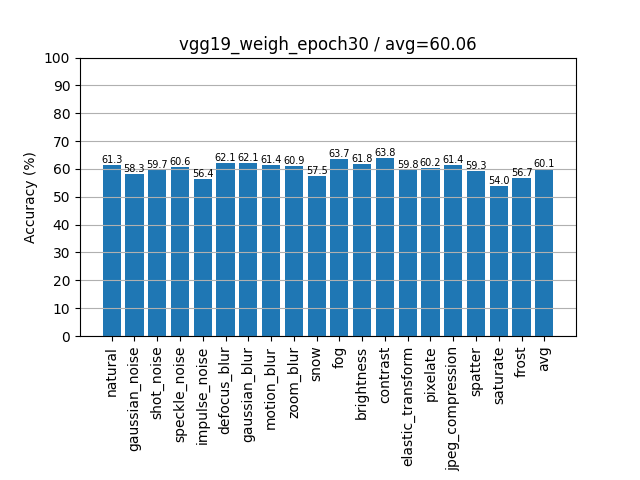 vgg19_weigh_epoch30 / avg=60.06
Accuracy (%)
100
90
80
70
60
50
40
30
20
10
0
61.3
58.3
59.7
60.6
56.4
62.1
62.1
61.4
60.9
57.5
63.7
61.8
63.8
59.8
60.2
61.4
59.3
54.0
56.7
60.1
natural
gaussian_noise
shot_noise
speckle_noise
impulse_noise
defocus_blur
gaussian_blur
motion_blur
zoom_blur
snow
fog
brightness
contrast
elastic_transform
pixelate
jpeg_compression
spatter
saturate
frost
avg